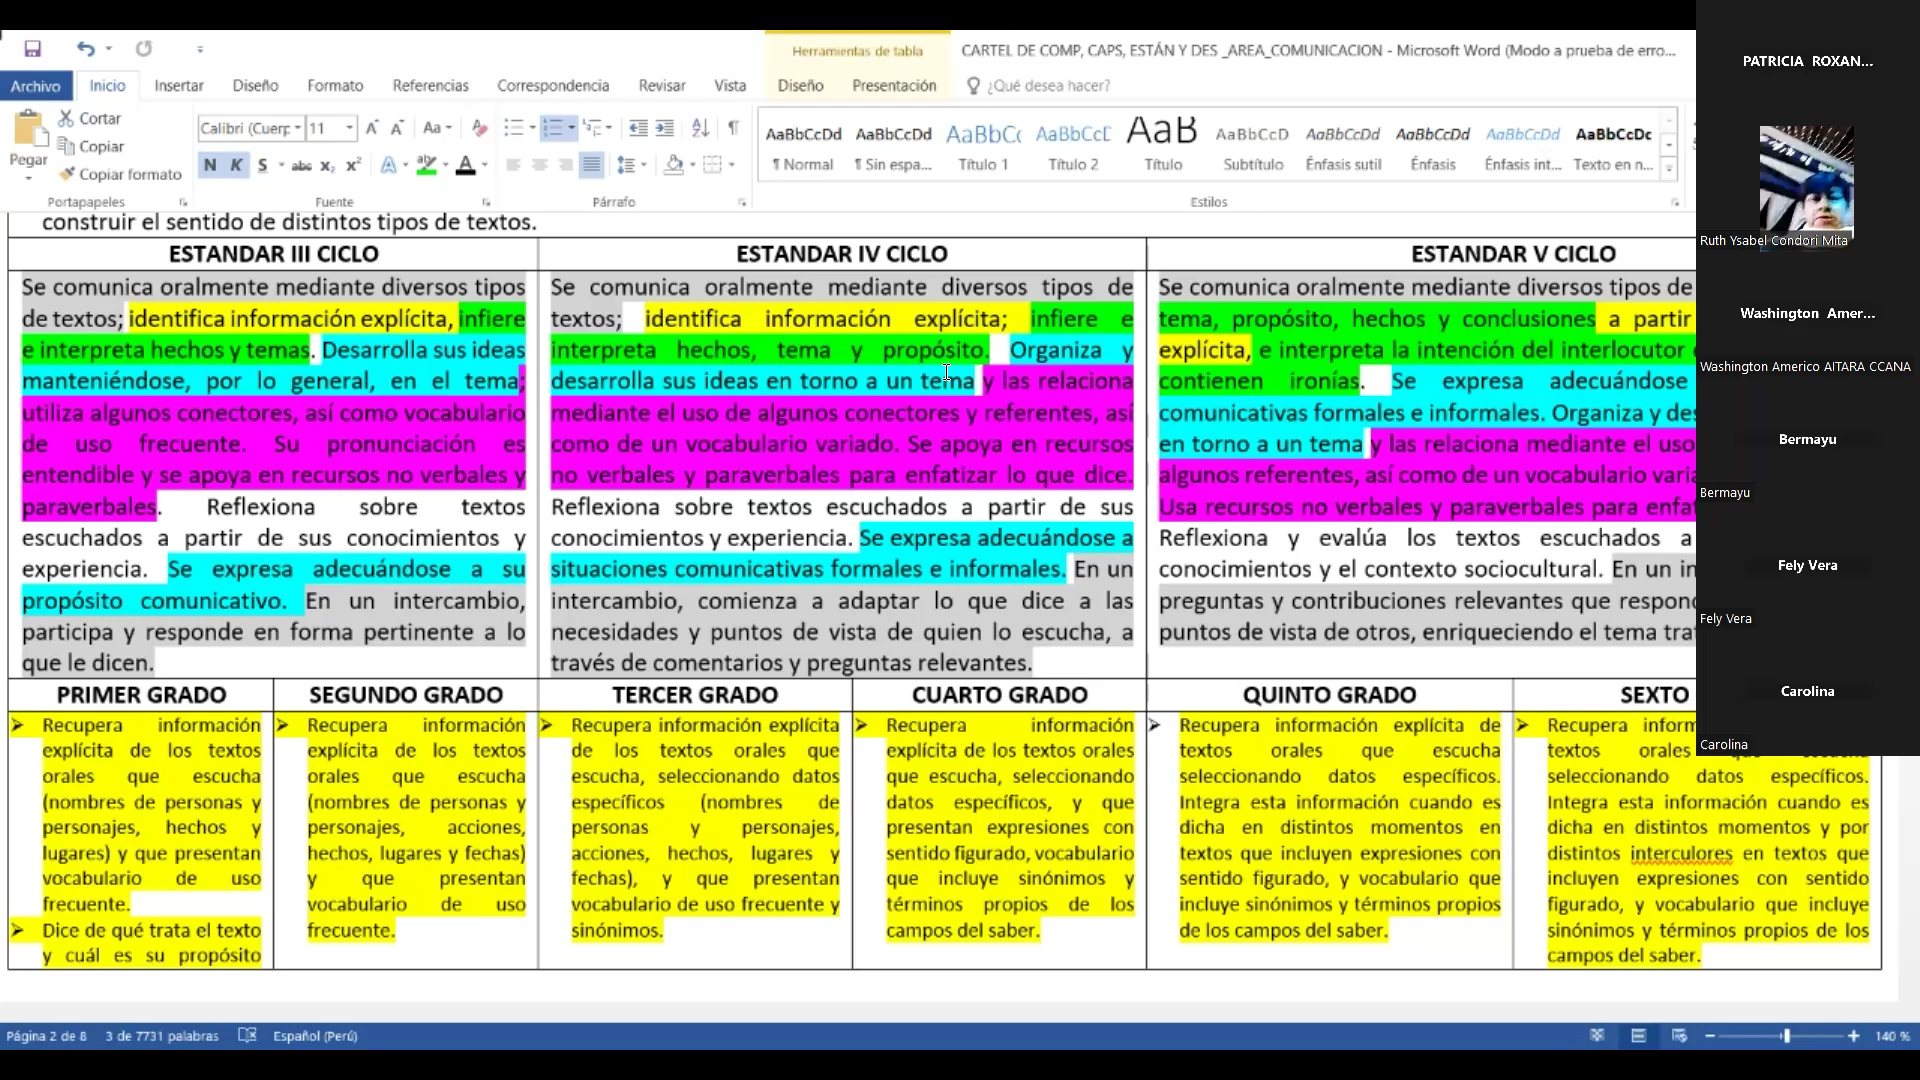 Herramientas de tabla
CARTEL DE COMP, CAPS, ESTÁN Y DES _AREA_COMUNICACION - Microsoft Word (Modo a prueba de erro...
Archivo Inicio Insertar Diseño Formato Referencias Correspondencia Revisar Vista Diseño Presentación ¿Qué desea hacer?
Pegar
Cortar
Copiar
Copiar formato
Portapapeles
Calibri (Cuerp 11
Fuente
Párrafo
AaBbCcDd AaBbCcDd AaBbCc AaBbCcC AaB AaBbCcD AaBbCcDd AaBbCcDd AaBbCcDd AaBbCcDc
¶ Normal ¶ Sin espa... Título 1 Título 2 Título Subtítulo Énfasis sutil Énfasis Énfasis int... Texto en n...
Estilos
construir el sentido de distintos tipos de textos.
ESTANDAR III CICLO
Se comunica oralmente mediante diversos tipos
de textos; identifica información explícita, infiere
e interpreta hechos y temas. Desarrolla sus ideas
manteniéndose, por lo general, en el tema;
utiliza algunos conectores, así como vocabulario
de uso frecuente. Su pronunciación es
entendible y se apoya en recursos no verbales y
paraverbales. Reflexiona sobre textos
escuchados a partir de sus conocimientos y
experiencia. Se expresa adecuándose a su
propósito comunicativo. En un intercambio,
participa y responde en forma pertinente a lo
que le dicen.
ESTANDAR IV CICLO
Se comunica oralmente mediante diversos tipos de
textos; identifica información explícita; infiere e
interpreta hechos, tema y propósito. Organiza y
desarrolla sus ideas en torno a un tema y las relaciona
mediante el uso de algunos conectores y referentes, así
como de un vocabulario variado. Se apoya en recursos
no verbales y paraverbales para enfatizar lo que dice.
Reflexiona sobre textos escuchados a partir de sus
conocimientos y experiencia. Se expresa adecuándose a
situaciones comunicativas formales e informales. En un
intercambio, comienza a adaptar lo que dice a las
necesidades y puntos de vista de quien lo escucha, a
través de comentarios y preguntas relevantes.
ESTANDAR V CICLO
Se comunica oralmente mediante diversos tipos de
tema, propósito, hechos y conclusiones a partir
explícita, e interpreta la intención del interlocutor
contienen ironías. Se expresa adecuándose
comunicativas formales e informales. Organiza y des
en torno a un tema y las relaciona mediante el uso
algunos referentes, así como de un vocabulario varia
Usa recursos no verbales y paraverbales para enfat
Reflexiona y evalúa los textos escuchados a
conocimientos y el contexto sociocultural. En un in
preguntas y contribuciones relevantes que respon
puntos de vista de otros, enriqueciendo el tema tra
PRIMER GRADO
➢ Recupera información
explícita de los textos
orales que escucha
(nombres de personas y
personajes, hechos y
lugares) y que presentan
vocabulario de uso
frecuente.
➢ Dice de qué trata el texto
y cuál es su propósito
SEGUNDO GRADO
➢ Recupera información
explícita de los textos
orales que escucha
(nombres de personas y
personajes, acciones,
hechos, lugares y fechas)
y que presentan
vocabulario de uso
frecuente.
TERCER GRADO
➢ Recupera información explícita
de los textos orales que
escucha, seleccionando datos
específicos (nombres de
personas y personajes,
acciones, hechos, lugares y
fechas), y que presentan
vocabulario de uso frecuente y
sinónimos.
CUARTO GRADO
➢ Recupera información
explícita de los textos orales
que escucha, seleccionando
datos específicos, y que
presentan expresiones con
sentido figurado, vocabulario
que incluye sinónimos y
términos propios de los
campos del saber.
QUINTO GRADO
➢ Recupera información explícita de
textos orales que escucha
seleccionando datos específicos.
Integra esta información cuando es
dicha en distintos momentos en
textos que incluyen expresiones con
sentido figurado, y vocabulario que
incluye sinónimos y términos propios
de los campos del saber.
SEXTO
➢ Recupera inform
textos orales que escucha
seleccionando datos específicos.
Integra esta información cuando es
dicha en distintos momentos y por
distintos interculores en textos que
incluyen expresiones con sentido
figurado, y vocabulario que incluye
sinónimos y términos propios de los
campos del saber.
PATRICIA ROXAN...
Ruth Ysabel Condori Mita
Washington Amer...
Washington Americo AITARA CCANA
Bermayu
Bermayu
Fely Vera
Fely Vera
Carolina
Carolina
Página 2 de 8 3 de 7731 palabras Español (Perú) 140 %